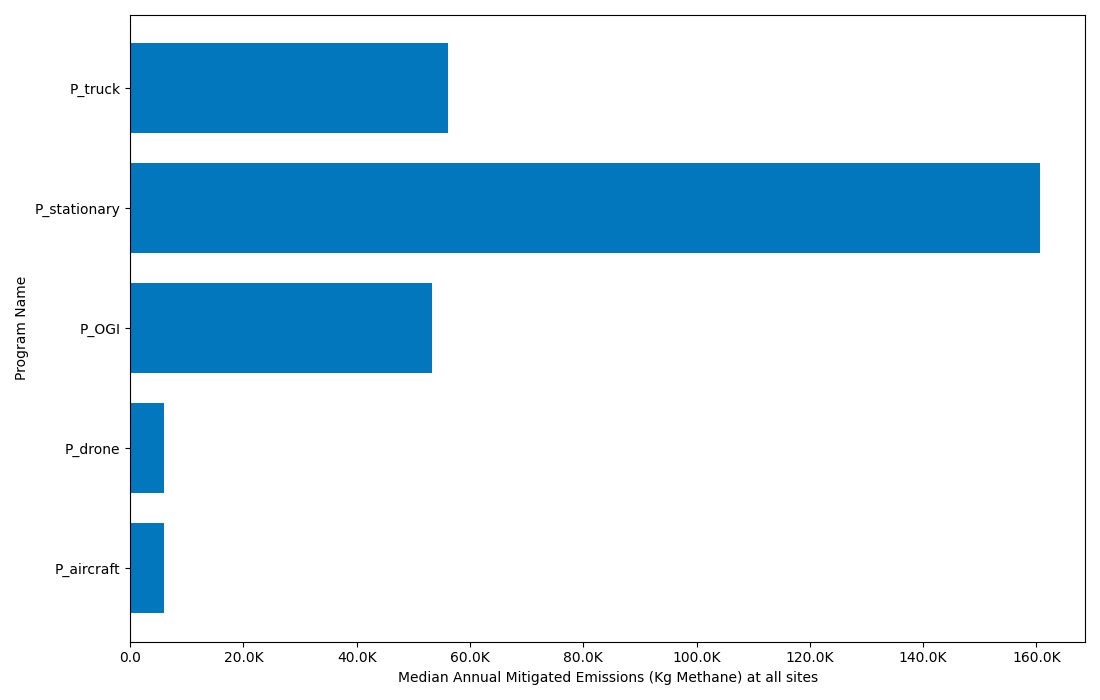 P_truck
P_stationary
P_OGI
P_drone
P_aircraft
Program Name
0.0 20.0K 40.0K 60.0K 80.0K 100.0K 120.0K 140.0K 160.0K
Median Annual Mitigated Emissions (Kg Methane) at all sites